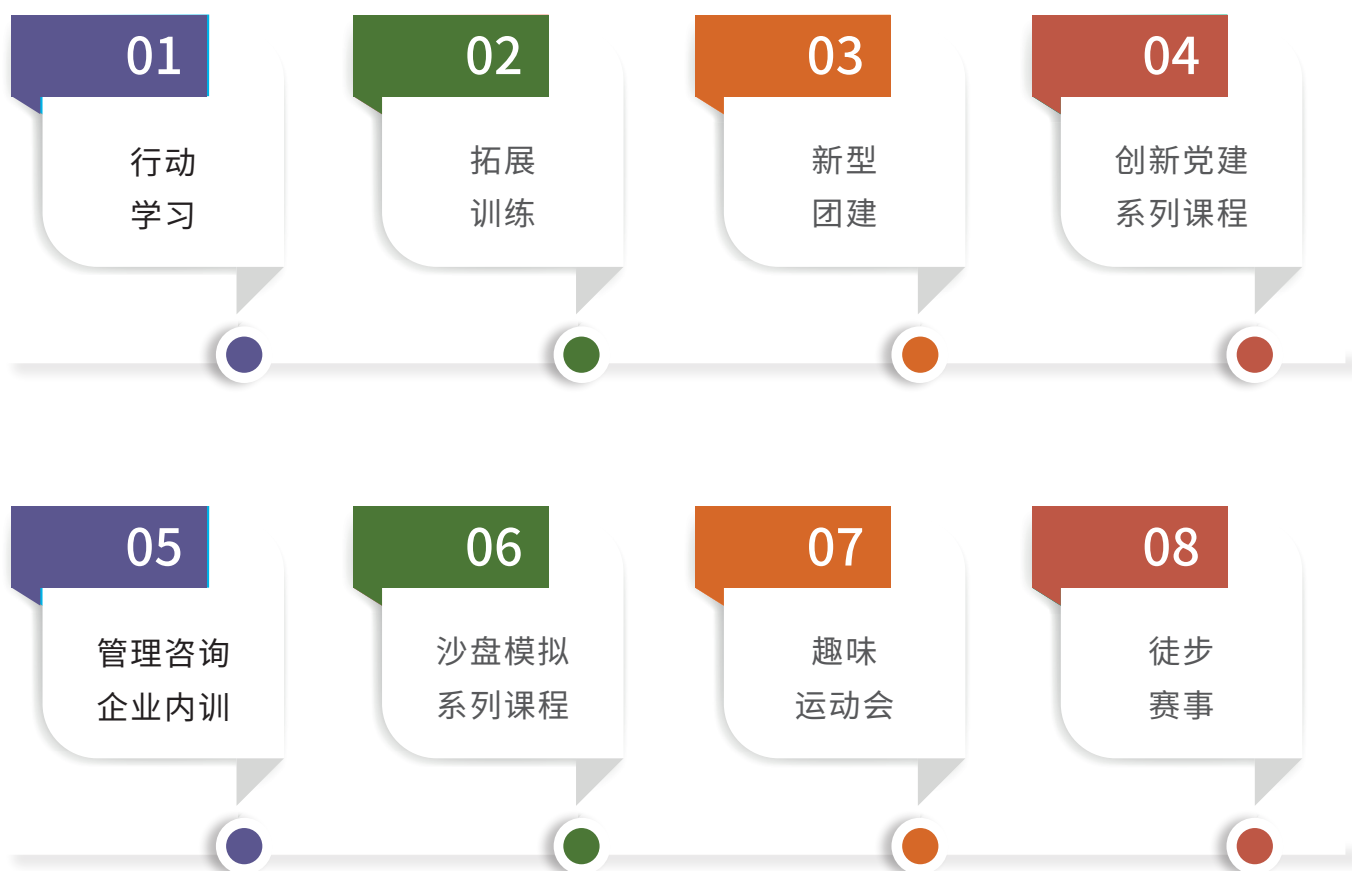 01
行动
学习
02
拓展
训练
03
新型
团建
04
创新党建
系列课程
05
管理咨询
企业内训
06
沙盘模拟
系列课程
07
趣味
运动会
08
徒步
赛事